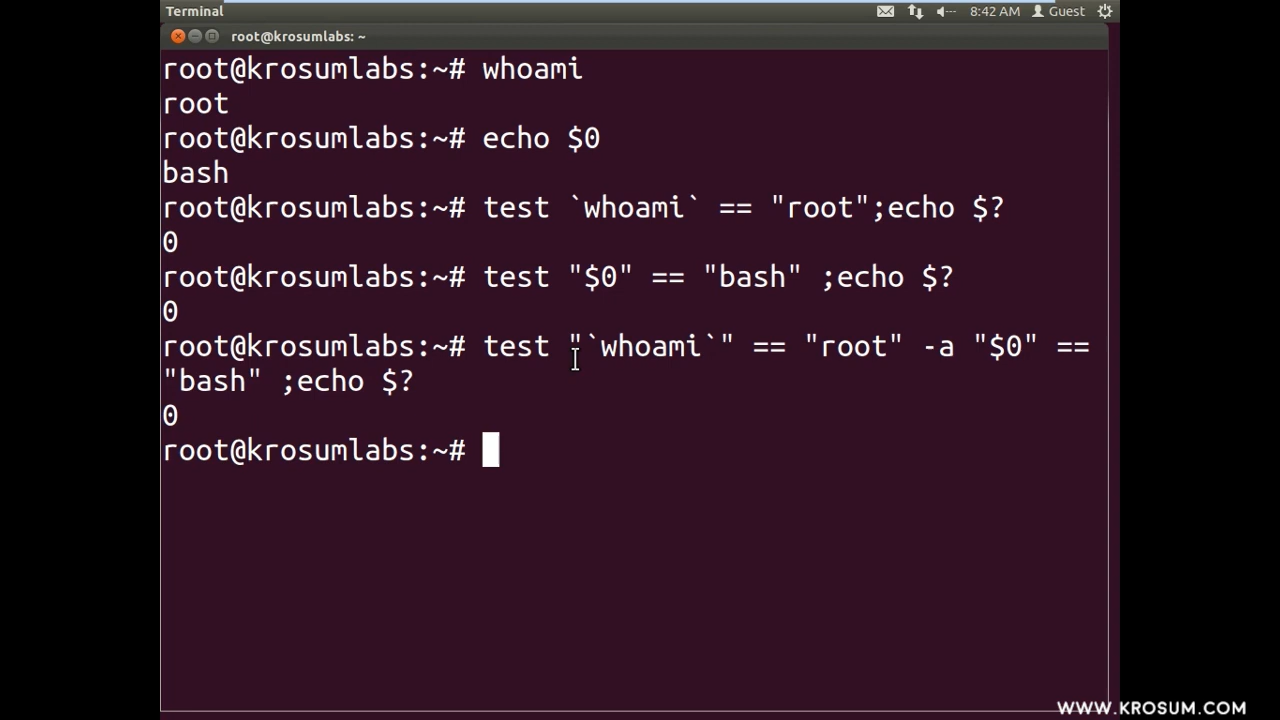 Terminal
8:42 AM Guest
root@krosumlabs: ~
root@krosumlabs:~# whoami
root
root@krosumlabs:~# echo $0
bash
root@krosumlabs:~# test `whoami` == "root";echo $?
0
root@krosumlabs:~# test "$0" == "bash" ;echo $?
0
root@krosumlabs:~# test "`whoami`" == "root" -a "$0" ==
"bash" ;echo $?
0
root@krosumlabs:~#
WWW.KROSUM.COM